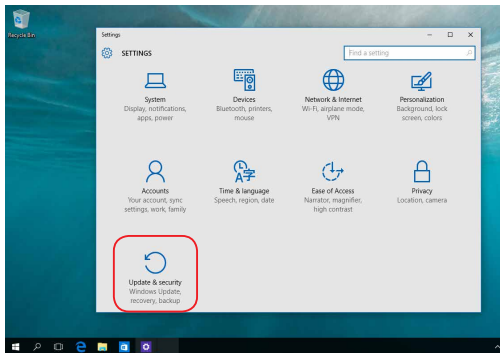 Recycle Bin
Settings
SETTINGS
Find a setting
System
Display, notifications,
apps, power
Devices
Bluetooth, printers,
mouse
Network & Internet
Wi-Fi, airplane mode,
VPN
Personalization
Background, lock
screen, colors
Accounts
Your account, sync
settings, work, family
Time & language
Speech, region, date
Ease of Access
Narrator, magnifier,
high contrast
Privacy
Location, camera
Update & security
Windows Update,
recovery, backup